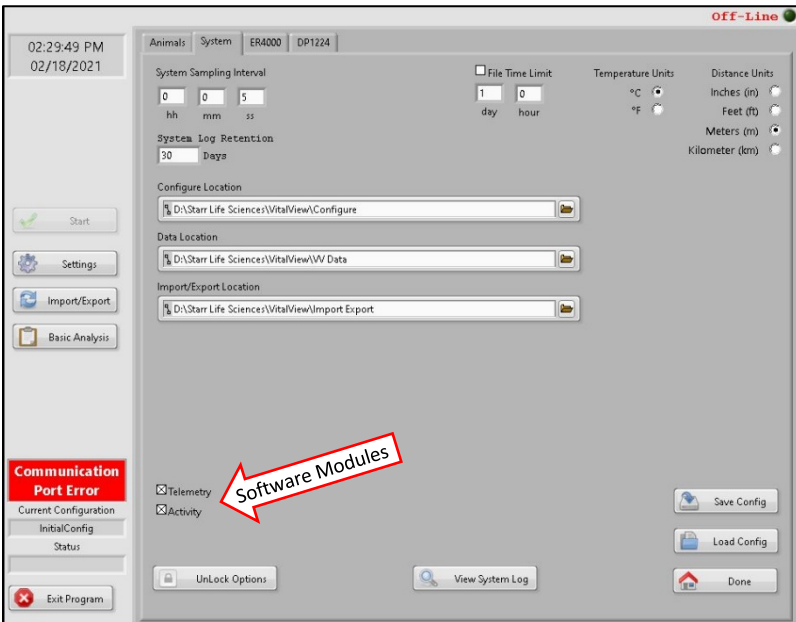 Off-Line
02:29:49 PM
02/18/2021
Animals System ER4000 DP1224
System Sampling Interval
0 0 5
hh mm ss
System Log Retention
30 Days
File Time Limit
1 0
day hour
Temperature Units
°C
°F
Distance Units
Inches (in)
Feet (ft)
Meters (m)
Kilometer (km)
Configure Location
D:\Starr Life Sciences\VitalView\Configure
Data Location
D:\Starr Life Sciences\VitalView\VV Data
Import/Export Location
D:\Starr Life Sciences\VitalView\Import Export
Start
Settings
Import/Export
Basic Analysis
Communication
Port Error
Current Configuration
InitialConfig
Status
Exit Program
Telemetry
Activity
Software Modules
UnLock Options
View System Log
Save Config
Load Config
Done